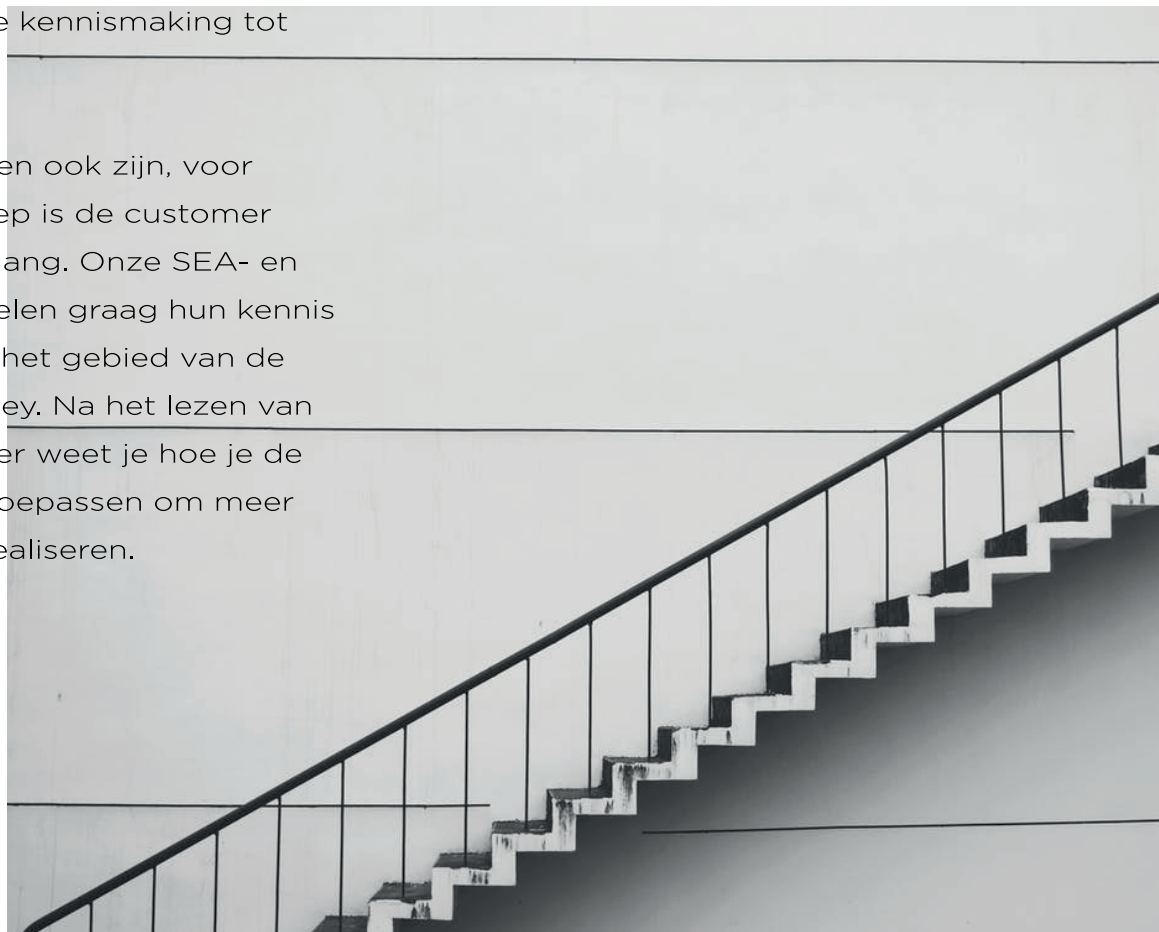 e kennismaking tot
en ook zijn, voor
ep is de customer
ang. Onze SEA- en
elen graag hun kennis
het gebied van de
ey. Na het lezen van
er weet je hoe je de
oepassen om meer
ealiseren.